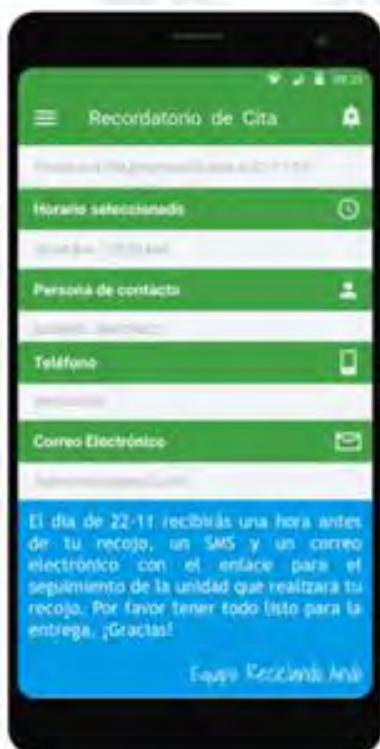 Recordatorio de Cita
Horario seleccionado
Persona de contacto
Teléfono
Correo Electrónico
El dia de 22-11 recibirás una hora antes
de tu recojo, un SMS y un correo
electrónico con el enlace para el
seguimiento de la unidad que realizará tu
recojo. Por favor tener todo listo para la
entrega. ¡Gracias!
Equipo Reciclando Ando